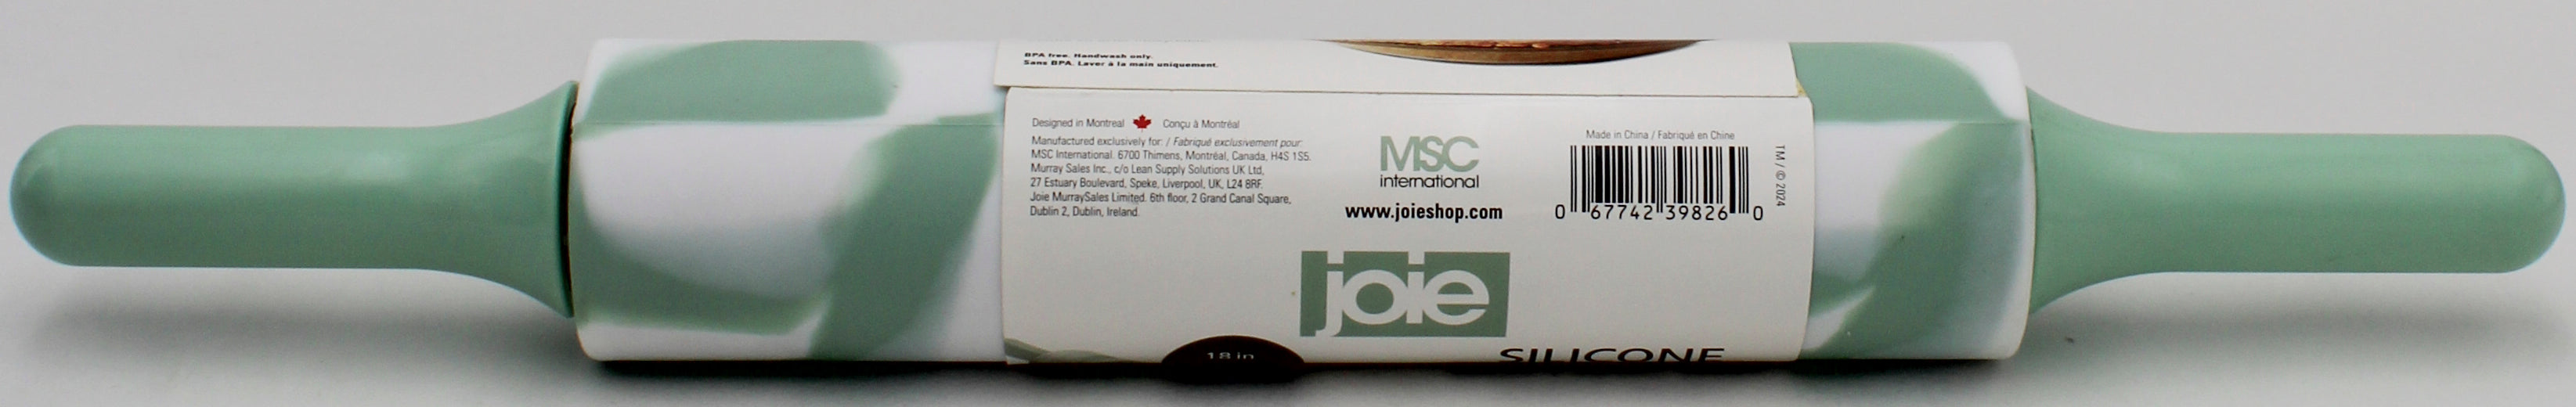 BPA free. Handwash only.
Sans BPA. Laver à la main uniquement.
Designed in Montreal Conçu à Montréal
Manufactured exclusively for: / Fabriqué exclusivement pour:
MSC International. 6700 Thimens, Montréal, Canada, H4S 1S5.
Murray Sales Inc., c/o Lean Supply Solutions UK Ltd,
27 Estuary Boulevard, Speke, Liverpool, UK, L24 8RF.
Joie MurraySales Limited. 6th floor, 2 Grand Canal Square,
Dublin 2, Dublin, Ireland.
MSC
international
www.joieshop.com
Made in China / Fabriqué en Chine
0 67742 39826 0
TM / © 2024
joie
18 in
SILICONE